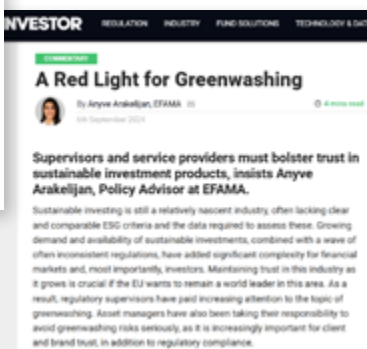 NVESTOR REGULATION INDUSTRY FUND SOLUTIONS TECHNOLOGY & DAT
COMMENTARY
A Red Light for Greenwashing
By Anyve Arakelijan, EFAMA
6th September 2024
4 mins read
Supervisors and service providers must bolster trust in
sustainable investment products, insists Anyve
Arakelijan, Policy Advisor at EFAMA.
Sustainable investing is still a relatively nascent industry, often lacking clear
and comparable ESG criteria and the data required to assess these. Growing
demand and availability of sustainable investments, combined with a wave of
often inconsistent regulations, have added significant complexity for financial
markets and, most importantly, investors. Maintaining trust in this industry as
it grows is crucial if the EU wants to remain a world leader in this area. As a
result, regulatory supervisors have paid increasing attention to the topic of
greenwashing. Asset managers have also been taking their responsibility to
avoid greenwashing risks seriously, as it is increasingly important for client
and brand trust, in addition to regulatory compliance.